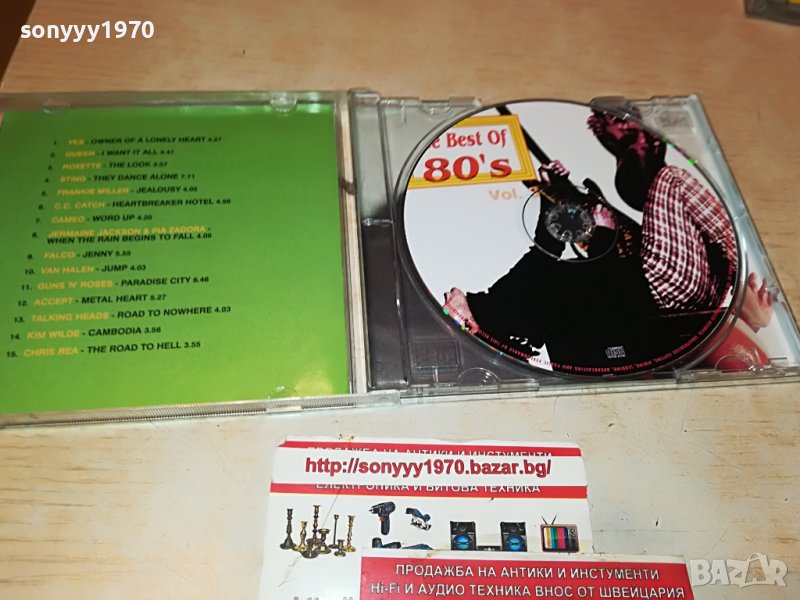 sonyyy1970
1. YES - OWNER OF A LONELY HEART 4.27
2. QUEEN - I WANT IT ALL 4.41
3. ROXETTE - THE LOOK 5.57
4. STING - THEY DANCE ALONE 7.11
5. FRANKIE MILLER - JEALOUSY 4.05
6. C.C. CATCH - HEARTBREAKER HOTEL 4.56
7. CAMEO - WORD UP 4.20
8. JERMAINE JACKSON & PIA ZADORA -
WHEN THE RAIN BEGINS TO FALL 4.06
9. FALCO - JENNY 5.55
10. VAN HALEN - JUMP 4.03
11. GUNS 'N' ROSES - PARADISE CITY 6.46
12. ACCEPT - METAL HEART 5.27
13. TALKING HEADS - ROAD TO NOWHERE 4.03
14. KIM WILDE - CAMBODIA 3.56
15. CHRIS REA - THE ROAD TO HELL 3.55
e Best Of
80's
Vol.
ПРОДАЖБА НА АНТИКИ И ИНСТУМЕНТИ
http://sonyyy1970.bazar.bg/
ЕЛЕКТРОНИКА И БИТОВА ТЕХНИКА
ПРОДАЖБА НА АНТИКИ И ИНСТУМЕНТИ
Hi-Fi И АУДИО ТЕХНИКА ВНОС ОТ ШВЕЙЦАРИЯ
BAZAR.bg